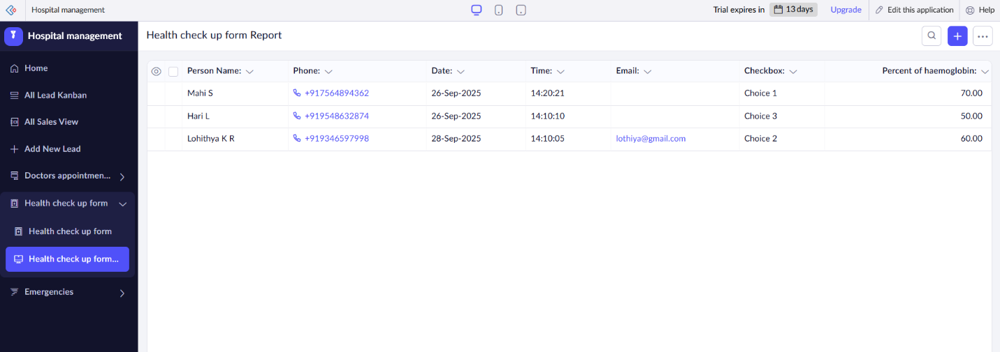 Hospital management
Trial expires in 13 days Upgrade Edit this application Help
Hospital management
Home
All Lead Kanban
All Sales View
Add New Lead
Doctors appointmen...
Health check up form
Health check up form
Health check up form...
Emergencies
Health check up form Report
Person Name: Phone: Date: Time: Email: Checkbox: Percent of haemoglobin:
Mahi S +917564894362 26-Sep-2025 14:20:21 Choice 1 70.00
Hari L +919548632874 26-Sep-2025 14:10:10 Choice 3 50.00
Lohithya K R +919346597998 28-Sep-2025 14:10:05 lothiya@gmail.com Choice 2 60.00